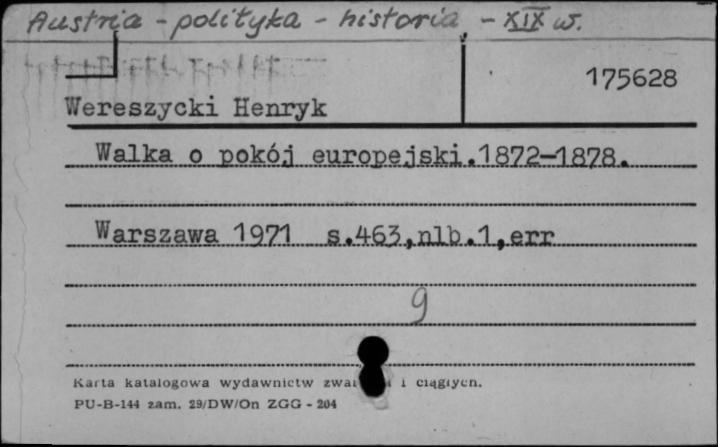 Austria - polityka - historia - XIX w.
175628
Wereszycki Henryk
Walka o pokój europejski.1872-1878.
Warszawa 1971 s.463,nlb.1,err
9
Karta katalogowa wydawnictw i ciągłych.
PU-B-144 zam. 29/DW/On ZGG - 204